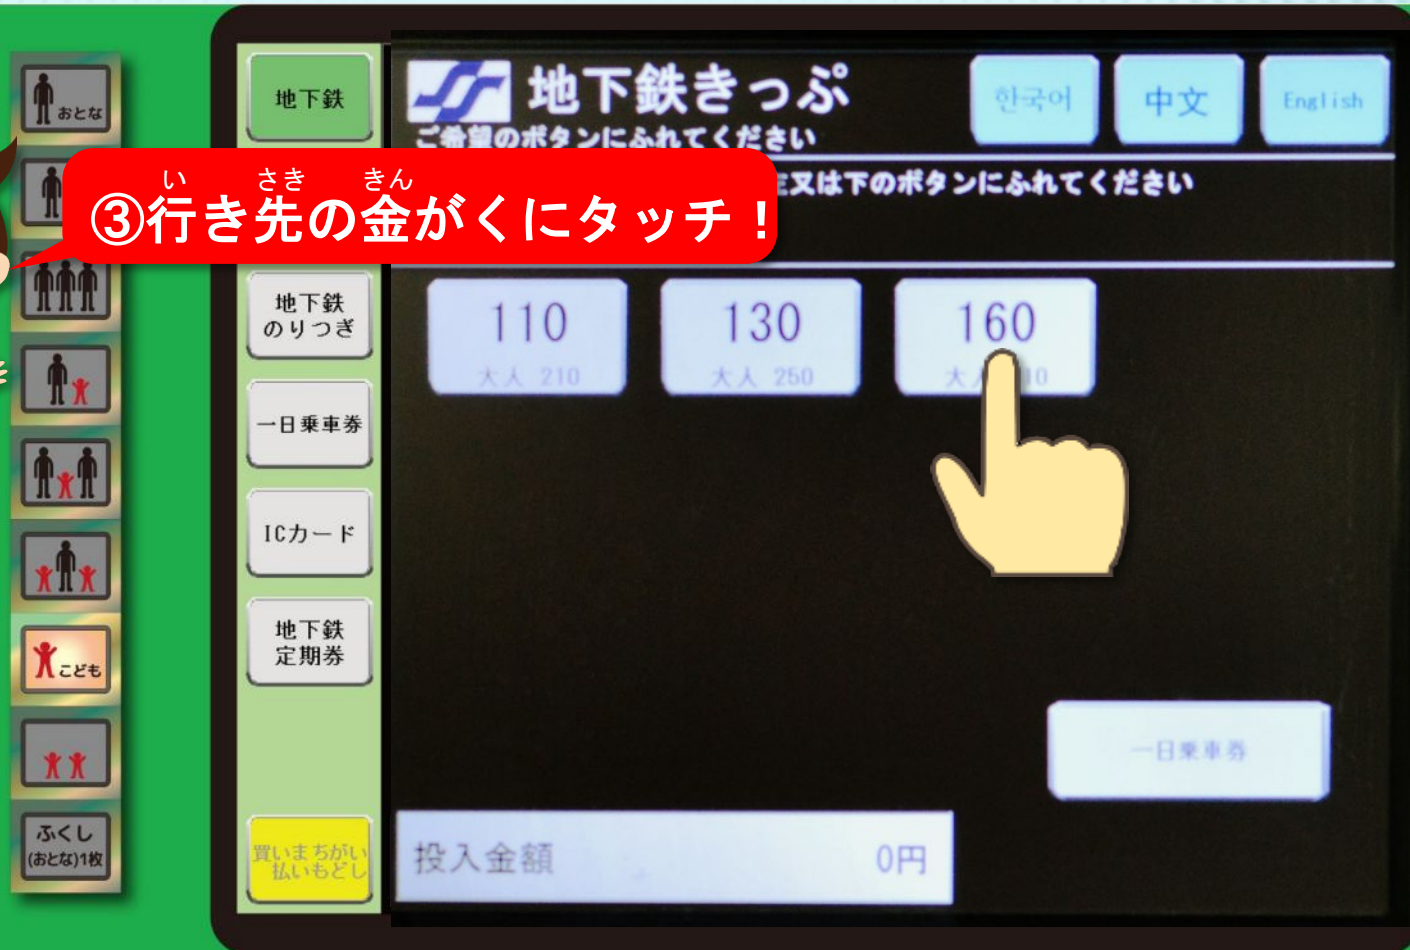 おとな
こども
ふくし
(おとな)1枚
地下鉄
地下鉄
のりつぎ
一日乗車券
ICカード
地下鉄
定期券
買いまちがい
払いもどし
地下鉄きっぷ
ご希望のボタンにふれてください
한국어
中文
English
又は下のボタンにふれてください
い さき きん
③行き先の金がくにタッチ！
110
大人 210
130
大人 250
160
大人
10
一日乗車券
投入金額 0円